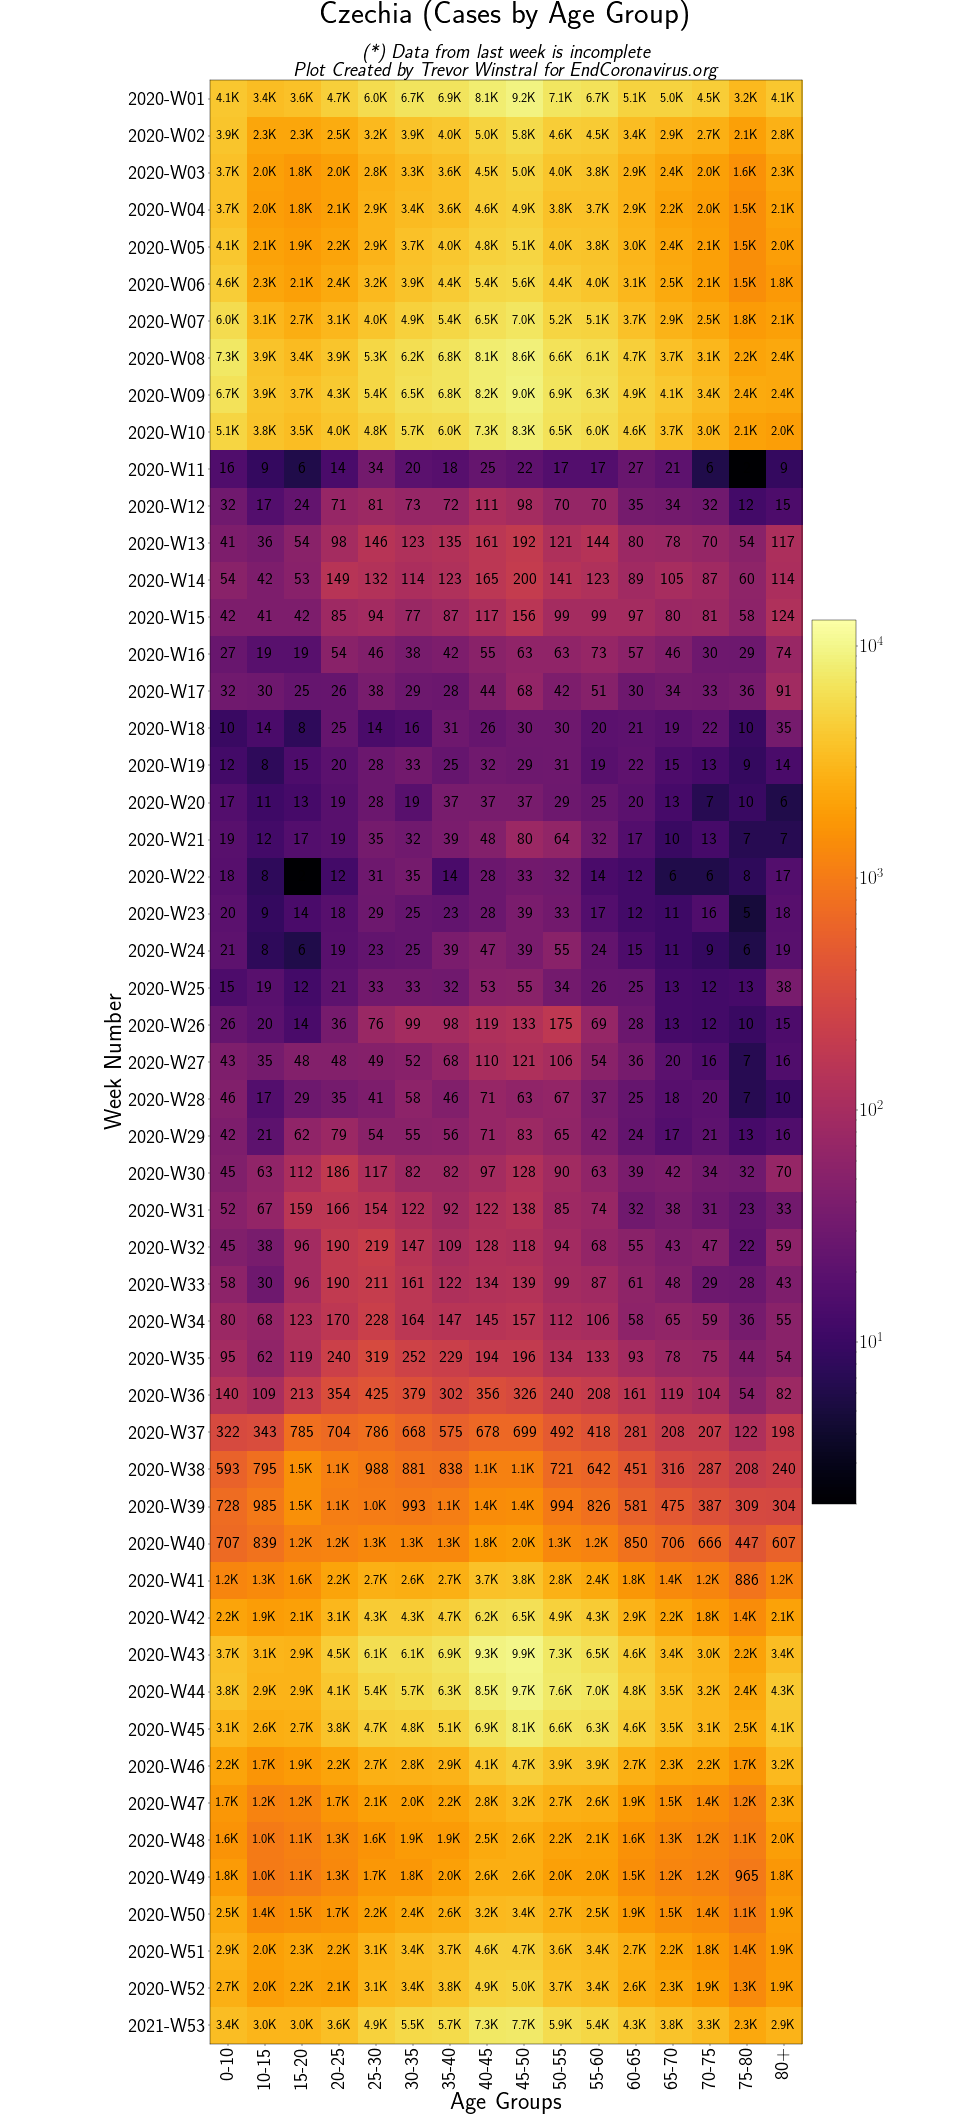 Czechia (Cases by Age Group)
(*) Data from last week is incomplete
Plot Created by Trevor Winstral for EndCoronavirus.org
2020-W01 4.1K 3.4K 3.6K 4.7K 6.0K 6.7K 6.9K 8.1K 9.2K 7.1K 6.7K 5.1K 5.0K 4.5K 3.2K 4.1K
2020-W02 3.9K 2.3K 2.3K 2.5K 3.2K 3.9K 4.0K 5.0K 5.8K 4.6K 4.5K 3.4K 2.9K 2.7K 2.1K 2.8K
2020-W03 3.7K 2.0K 1.8K 2.0K 2.8K 3.3K 3.6K 4.5K 5.0K 4.0K 3.8K 2.9K 2.4K 2.0K 1.6K 2.3K
2020-W04 3.7K 2.0K 1.8K 2.1K 2.9K 3.4K 3.6K 4.6K 4.9K 3.8K 3.7K 2.9K 2.2K 2.0K 1.5K 2.1K
2020-W05 4.1K 2.1K 1.9K 2.2K 2.9K 3.7K 4.0K 4.8K 5.1K 4.0K 3.8K 3.0K 2.4K 2.1K 1.5K 2.0K
2020-W06 4.6K 2.3K 2.1K 2.4K 3.2K 3.9K 4.4K 5.4K 5.6K 4.4K 4.0K 3.1K 2.5K 2.1K 1.5K 1.8K
2020-W07 6.0K 3.1K 2.7K 3.1K 4.0K 4.9K 5.4K 6.5K 7.0K 5.2K 5.1K 3.7K 2.9K 2.5K 1.8K 2.1K
2020-W08 7.3K 3.9K 3.4K 3.9K 5.3K 6.2K 6.8K 8.1K 8.6K 6.6K 6.1K 4.7K 3.7K 3.1K 2.2K 2.4K
2020-W09 6.7K 3.9K 3.7K 4.3K 5.4K 6.5K 6.8K 8.2K 9.0K 6.9K 6.3K 4.9K 4.1K 3.4K 2.4K 2.4K
2020-W10 5.1K 3.8K 3.5K 4.0K 4.8K 5.7K 6.0K 7.3K 8.3K 6.5K 6.0K 4.6K 3.7K 3.0K 2.1K 2.0K
2020-W11 16 9 6 14 34 20 18 25 22 17 17 27 21 6 9
2020-W12 32 17 24 71 81 73 72 111 98 70 70 35 34 32 12 15
2020-W13 41 36 54 98 146 123 135 161 192 121 144 80 78 70 54 117
2020-W14 54 42 53 149 132 114 123 165 200 141 123 89 105 87 60 114
2020-W15 42 41 42 85 94 77 87 117 156 99 99 97 80 81 58 124
2020-W16 27 19 19 54 46 38 42 55 63 63 73 57 46 30 29 74
2020-W17 32 30 25 26 38 29 28 44 68 42 51 30 34 33 36 91
2020-W18 10 14 8 25 14 16 31 26 30 30 20 21 19 22 10 35
2020-W19 12 8 15 20 28 33 25 32 29 31 19 22 15 13 9 14
2020-W20 17 11 13 19 28 19 37 37 37 29 25 20 13 7 10 6
2020-W21 19 12 17 19 35 32 39 48 80 64 32 17 10 13 7 7
2020-W22 18 8 12 31 35 14 28 33 32 14 12 6 6 8 17
2020-W23 20 9 14 18 29 25 23 28 39 33 17 12 11 16 5 18
2020-W24 21 8 6 19 23 25 39 47 39 55 24 15 11 9 6 19
2020-W25 15 19 12 21 33 33 32 53 55 34 26 25 13 12 13 38
2020-W26 26 20 14 36 76 99 98 119 133 175 69 28 13 12 10 15
2020-W27 43 35 48 48 49 52 68 110 121 106 54 36 20 16 7 16
2020-W28 46 17 29 35 41 58 46 71 63 67 37 25 18 20 7 10
2020-W29 42 21 62 79 54 55 56 71 83 65 42 24 17 21 13 16
2020-W30 45 63 112 186 117 82 82 97 128 90 63 39 42 34 32 70
2020-W31 52 67 159 166 154 122 92 122 138 85 74 32 38 31 23 33
2020-W32 45 38 96 190 219 147 109 128 118 94 68 55 43 47 22 59
2020-W33 58 30 96 190 211 161 122 134 139 99 87 61 48 29 28 43
2020-W34 80 68 123 170 228 164 147 145 157 112 106 58 65 59 36 55
2020-W35 95 62 119 240 319 252 229 194 196 134 133 93 78 75 44 54
2020-W36 140 109 213 354 425 379 302 356 326 240 208 161 119 104 54 82
2020-W37 322 343 785 704 786 668 575 678 699 492 418 281 208 207 122 198
2020-W38 593 795 1.5K 1.1K 988 881 838 1.1K 1.1K 721 642 451 316 287 208 240
2020-W39 728 985 1.5K 1.1K 1.0K 993 1.1K 1.4K 1.4K 994 826 581 475 387 309 304
2020-W40 707 839 1.2K 1.2K 1.3K 1.3K 1.3K 1.8K 2.0K 1.3K 1.2K 850 706 666 447 607
2020-W41 1.2K 1.3K 1.6K 2.2K 2.7K 2.6K 2.7K 3.7K 3.8K 2.8K 2.4K 1.8K 1.4K 1.2K 886 1.2K
2020-W42 2.2K 1.9K 2.1K 3.1K 4.3K 4.3K 4.7K 6.2K 6.5K 4.9K 4.3K 2.9K 2.2K 1.8K 1.4K 2.1K
2020-W43 3.7K 3.1K 2.9K 4.5K 6.1K 6.1K 6.9K 9.3K 9.9K 7.3K 6.5K 4.6K 3.4K 3.0K 2.2K 3.4K
2020-W44 3.8K 2.9K 2.9K 4.1K 5.4K 5.7K 6.3K 8.5K 9.7K 7.6K 7.0K 4.8K 3.5K 3.2K 2.4K 4.3K
2020-W45 3.1K 2.6K 2.7K 3.8K 4.7K 4.8K 5.1K 6.9K 8.1K 6.6K 6.3K 4.6K 3.5K 3.1K 2.5K 4.1K
2020-W46 2.2K 1.7K 1.9K 2.2K 2.7K 2.8K 2.9K 4.1K 4.7K 3.9K 3.9K 2.7K 2.3K 2.2K 1.7K 3.2K
2020-W47 1.7K 1.2K 1.2K 1.7K 2.1K 2.0K 2.2K 2.8K 3.2K 2.7K 2.6K 1.9K 1.5K 1.4K 1.2K 2.3K
2020-W48 1.6K 1.0K 1.1K 1.3K 1.6K 1.9K 1.9K 2.5K 2.6K 2.2K 2.1K 1.6K 1.3K 1.2K 1.1K 2.0K
2020-W49 1.8K 1.0K 1.1K 1.3K 1.7K 1.8K 2.0K 2.6K 2.6K 2.0K 2.0K 1.5K 1.2K 1.2K 965 1.8K
2020-W50 2.5K 1.4K 1.5K 1.7K 2.2K 2.4K 2.6K 3.2K 3.4K 2.7K 2.5K 1.9K 1.5K 1.4K 1.1K 1.9K
2020-W51 2.9K 2.0K 2.3K 2.2K 3.1K 3.4K 3.7K 4.6K 4.7K 3.6K 3.4K 2.7K 2.2K 1.8K 1.4K 1.9K
2020-W52 2.7K 2.0K 2.2K 2.1K 3.1K 3.4K 3.8K 4.9K 5.0K 3.7K 3.4K 2.6K 2.3K 1.9K 1.3K 1.9K
2021-W53 3.4K 3.0K 3.0K 3.6K 4.9K 5.5K 5.7K 7.3K 7.7K 5.9K 5.4K 4.3K 3.8K 3.3K 2.3K 2.9K
0-10 10-15 15-20 20-25 25-30 30-35 35-40 40-45 45-50 50-55 55-60 60-65 65-70 70-75 75-80 80+
Age Groups
Week Number
10⁴
10³
10²
10¹